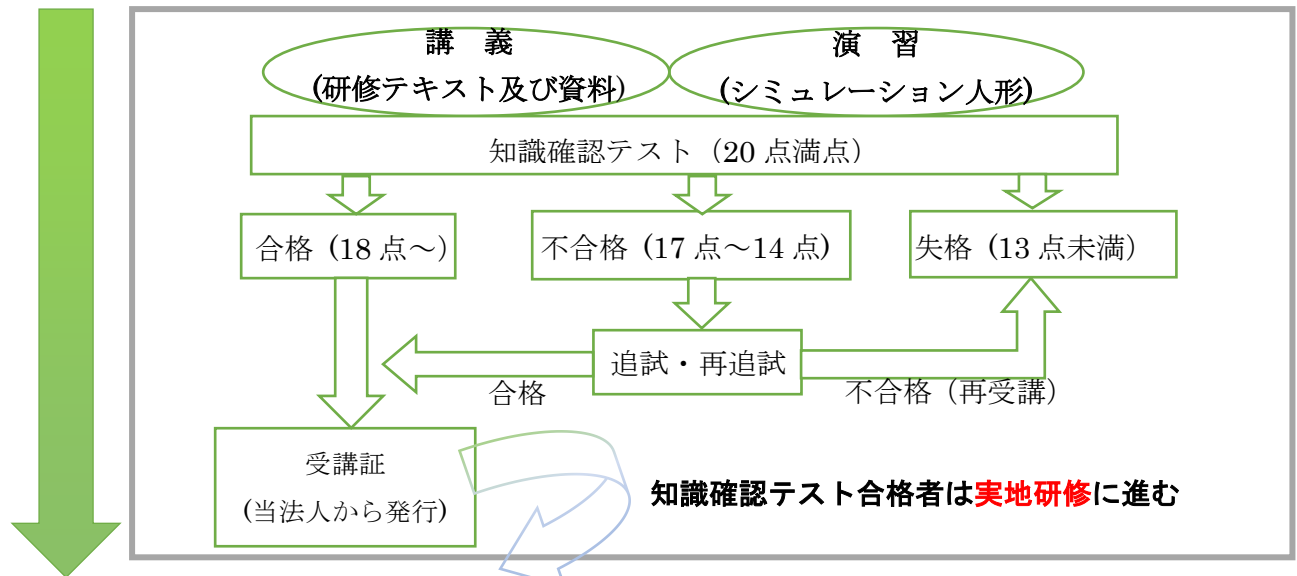 講　義
(研修テキスト及び資料)
演　習
(シミュレーション人形)
知識確認テスト（20 点満点）
合格（18 点～）
不合格（17 点～14 点）
失格（13 点未満）
追試・再追試
合格
不合格（再受講）
受講証
(当法人から発行)
知識確認テスト合格者は実地研修に進む